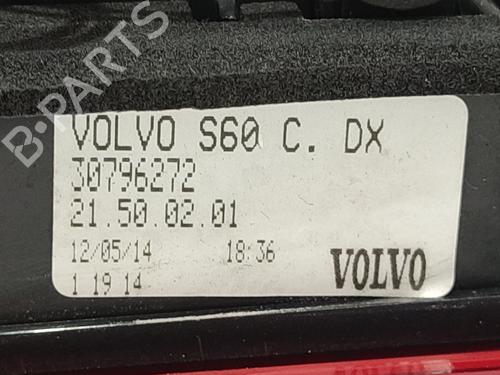 B-PARTS
VOLVO S60 C. DX
30796272
21.50.02.01
12/05/14 18:36
1 19 14
VOLVO